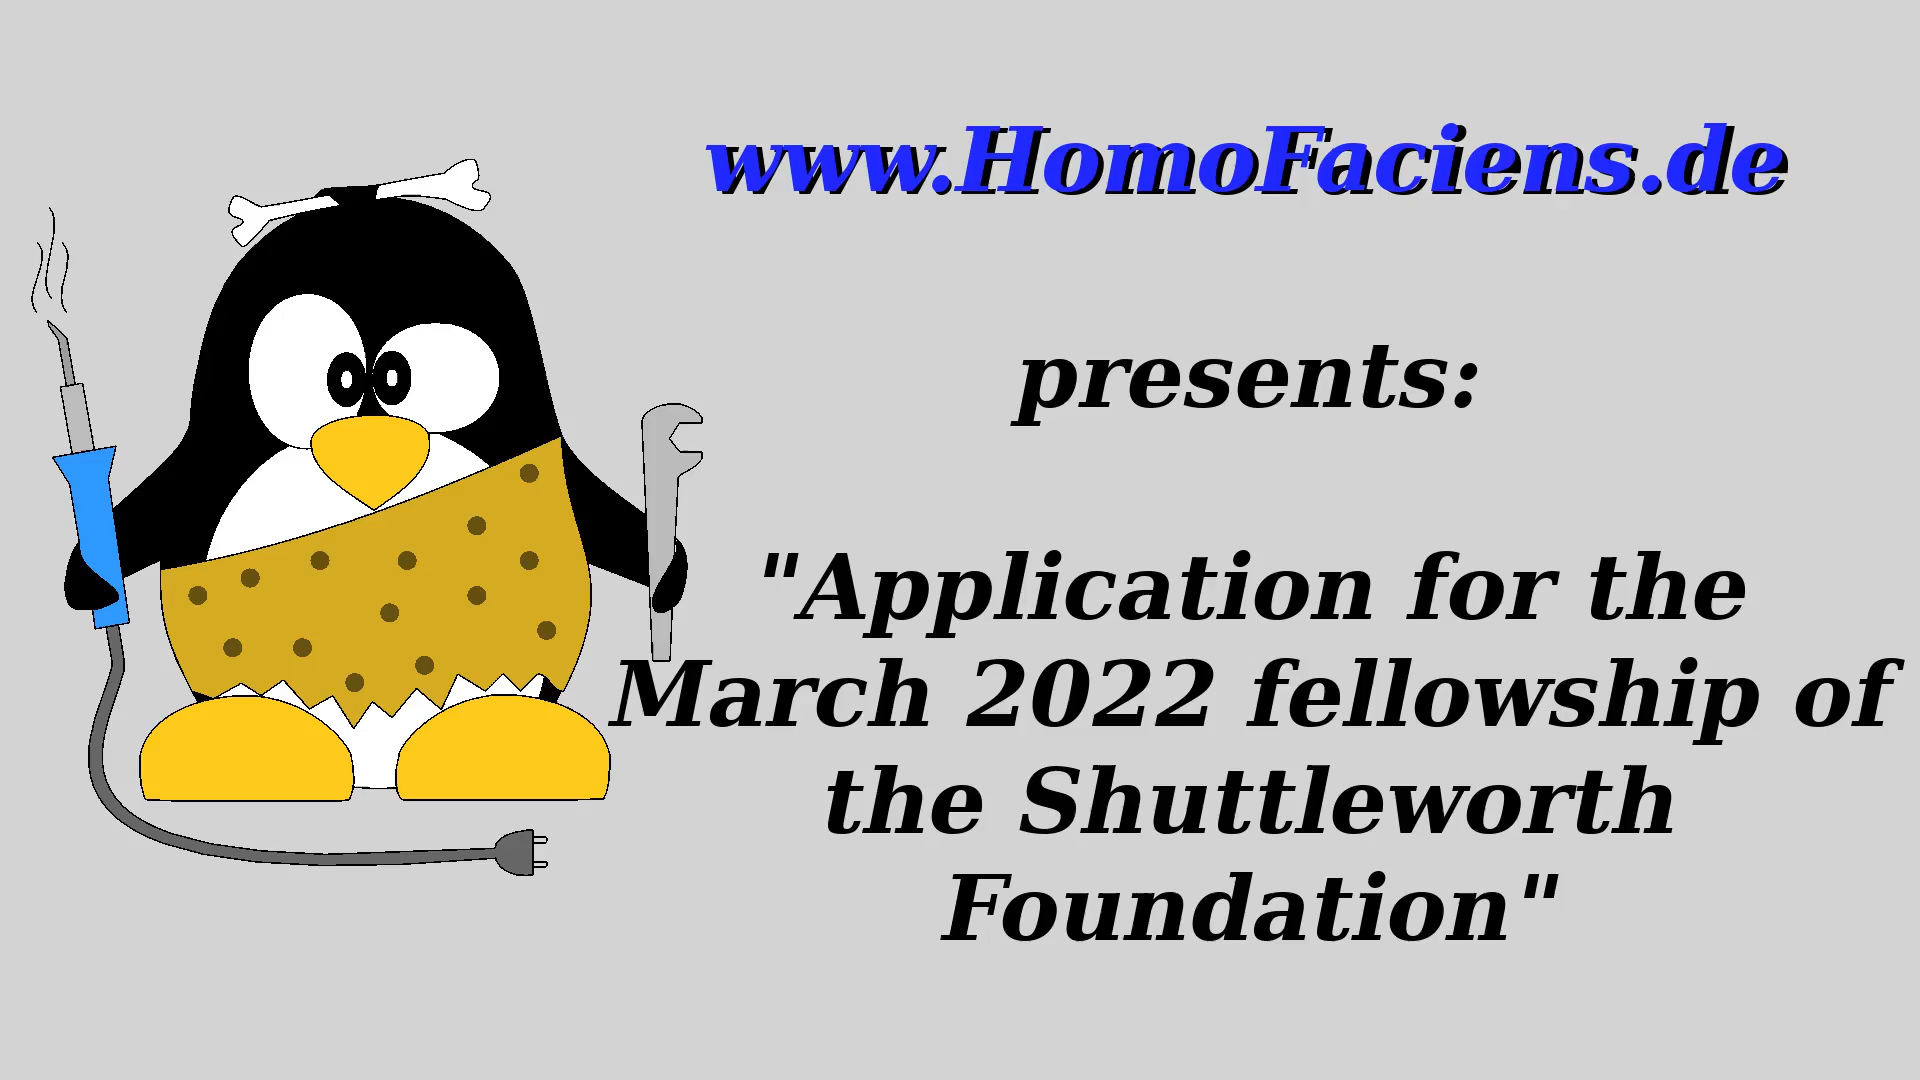 www.HomoFaciens.de
presents:
"Application for the
March 2022 fellowship of
the Shuttleworth
Foundation"